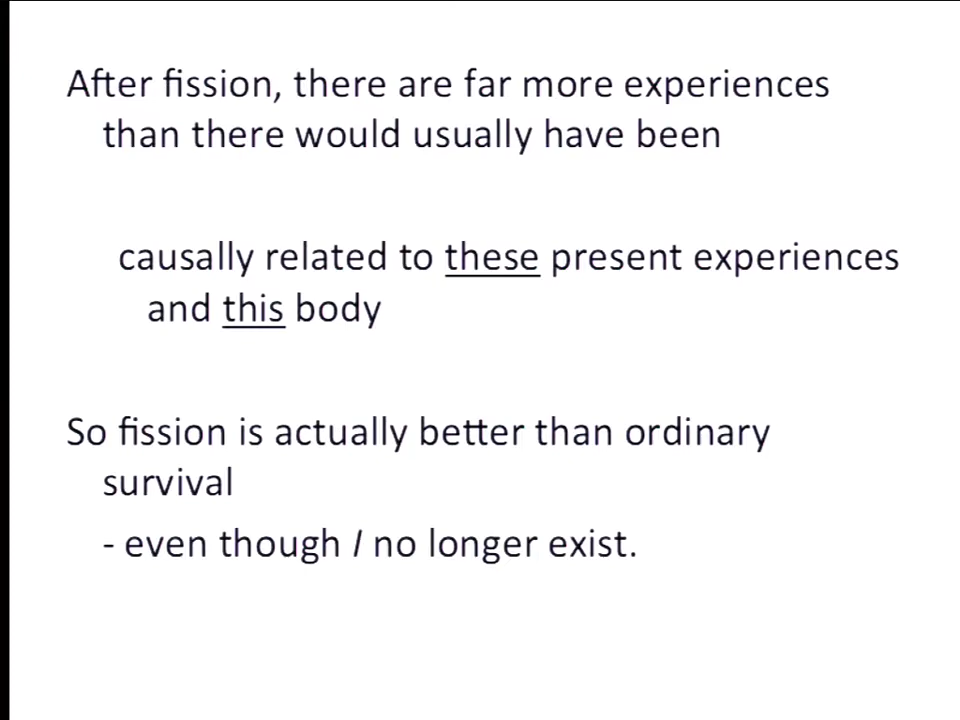 After fission, there are far more experiences
than there would usually have been
causally related to these present experiences
and this body
So fission is actually better than ordinary
survival
- even though I no longer exist.